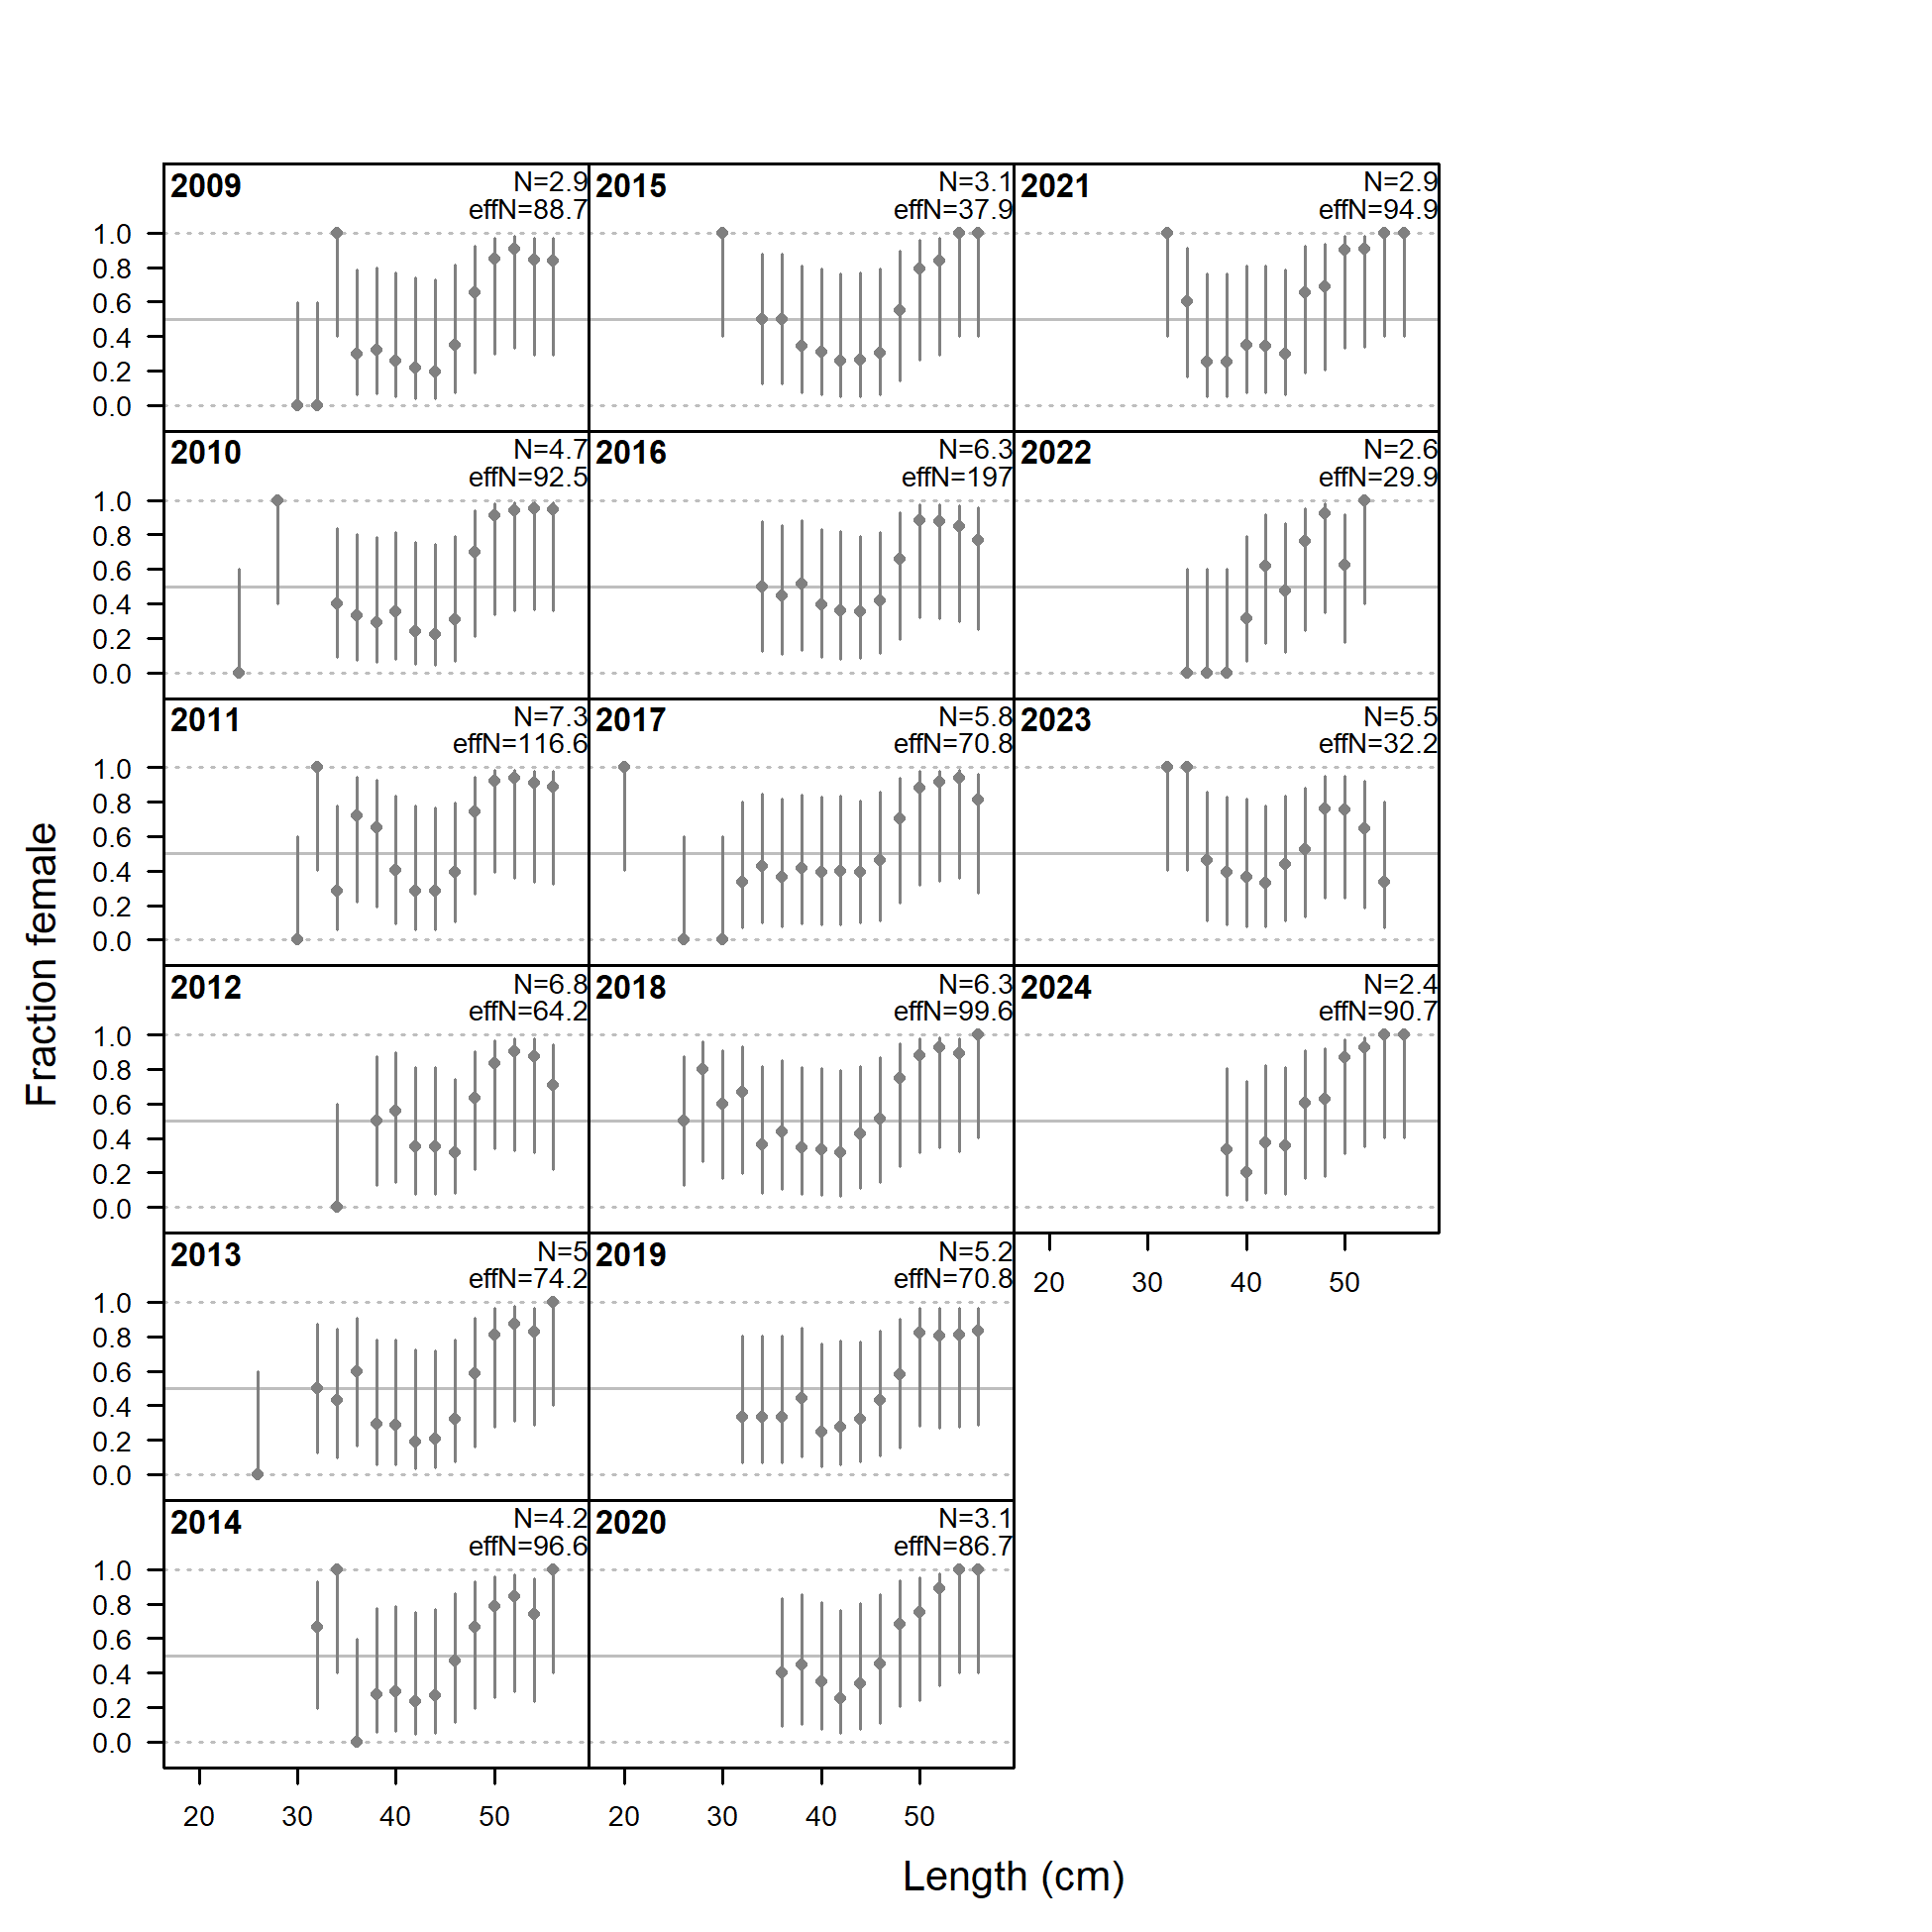 2009
N=2.9
effN=88.7
2015
N=3.1
effN=37.9
2021
N=2.9
effN=94.9
1.0
0.8
0.6
0.4
0.2
0.0
2010
N=4.7
effN=92.5
2016
N=6.3
effN=197
2022
N=2.6
effN=29.9
1.0
0.8
0.6
0.4
0.2
0.0
2011
N=7.3
effN=116.6
2017
N=5.8
effN=70.8
2023
N=5.5
effN=32.2
1.0
0.8
0.6
0.4
0.2
0.0
2012
N=6.8
effN=64.2
2018
N=6.3
effN=99.6
2024
N=2.4
effN=90.7
1.0
0.8
0.6
0.4
0.2
0.0
2013
N=5
effN=74.2
2019
N=5.2
effN=70.8
20 30 40 50
1.0
0.8
0.6
0.4
0.2
0.0
2014
N=4.2
effN=96.6
2020
N=3.1
effN=86.7
1.0
0.8
0.6
0.4
0.2
0.0
20 30 40 50
20 30 40 50
Length (cm)
Fraction female